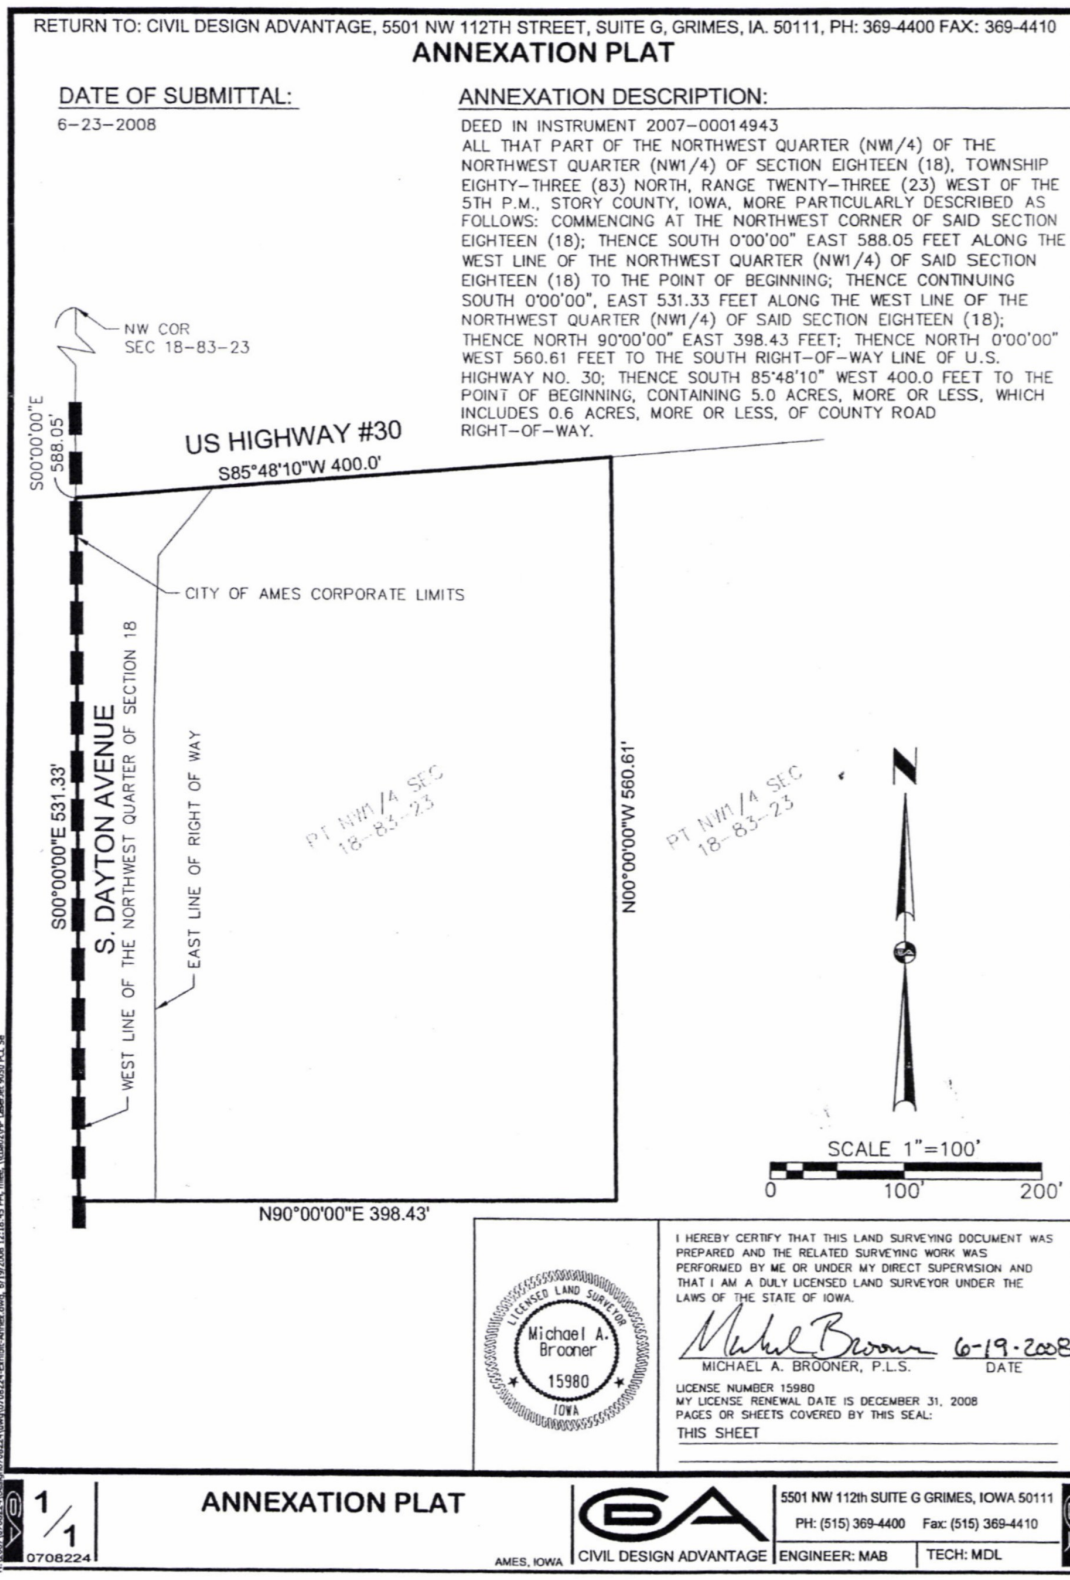 RETURN TO: CIVIL DESIGN ADVANTAGE, 5501 NW 112TH STREET, SUITE G, GRIMES, IA. 50111, PH: 369-4400 FAX: 369-4410
ANNEXATION PLAT
DATE OF SUBMITTAL:
6-23-2008
ANNEXATION DESCRIPTION:
DEED IN INSTRUMENT 2007-00014943
ALL THAT PART OF THE NORTHWEST QUARTER (NW1/4) OF THE
NORTHWEST QUARTER (NW1/4) OF SECTION EIGHTEEN (18), TOWNSHIP
EIGHTY-THREE (83) NORTH, RANGE TWENTY-THREE (23) WEST OF THE
5TH P.M., STORY COUNTY, IOWA, MORE PARTICULARLY DESCRIBED AS
FOLLOWS: COMMENCING AT THE NORTHWEST CORNER OF SAID SECTION
EIGHTEEN (18); THENCE SOUTH 0°00'00" EAST 588.05 FEET ALONG THE
WEST LINE OF THE NORTHWEST QUARTER (NW1/4) OF SAID SECTION
EIGHTEEN (18) TO THE POINT OF BEGINNING; THENCE CONTINUING
SOUTH 0°00'00", EAST 531.33 FEET ALONG THE WEST LINE OF THE
NORTHWEST QUARTER (NW1/4) OF SAID SECTION EIGHTEEN (18);
THENCE NORTH 90°00'00" EAST 398.43 FEET; THENCE NORTH 0°00'00"
WEST 560.61 FEET TO THE SOUTH RIGHT-OF-WAY LINE OF U.S.
HIGHWAY NO. 30; THENCE SOUTH 85°48'10" WEST 400.0 FEET TO THE
POINT OF BEGINNING, CONTAINING 5.0 ACRES, MORE OR LESS, WHICH
INCLUDES 0.6 ACRES, MORE OR LESS, OF COUNTY ROAD
RIGHT-OF-WAY.
NW COR
SEC 18-83-23
S00°00'00"E
588.05'
US HIGHWAY #30
S85°48'10"W 400.0'
CITY OF AMES CORPORATE LIMITS
S00°00'00"E 531.33'
S. DAYTON AVENUE
WEST LINE OF THE NORTHWEST QUARTER OF SECTION 18
EAST LINE OF RIGHT OF WAY
PT NW1/4 SEC
18-83-23
N00°00'00"W 560.61'
PT NW1/4 SEC
18-83-23
N
SCALE 1"=100'
0 100' 200'
N90°00'00"E 398.43'
LICENSED LAND SURVEYOR
Michael A.
Brooner
15980
IOWA
I HEREBY CERTIFY THAT THIS LAND SURVEYING DOCUMENT WAS
PREPARED AND THE RELATED SURVEYING WORK WAS
PERFORMED BY ME OR UNDER MY DIRECT SUPERVISION AND
THAT I AM A DULY LICENSED LAND SURVEYOR UNDER THE
LAWS OF THE STATE OF IOWA.
Michael Brooner 6-19-2008
MICHAEL A. BROONER, P.L.S. DATE
LICENSE NUMBER 15980
MY LICENSE RENEWAL DATE IS DECEMBER 31, 2008
PAGES OR SHEETS COVERED BY THIS SEAL:
THIS SHEET
1/1
0708224
ANNEXATION PLAT
AMES, IOWA
CDA
CIVIL DESIGN ADVANTAGE
5501 NW 112th SUITE G GRIMES, IOWA 50111
PH: (515) 369-4400 Fax: (515) 369-4410
ENGINEER: MAB TECH: MDL